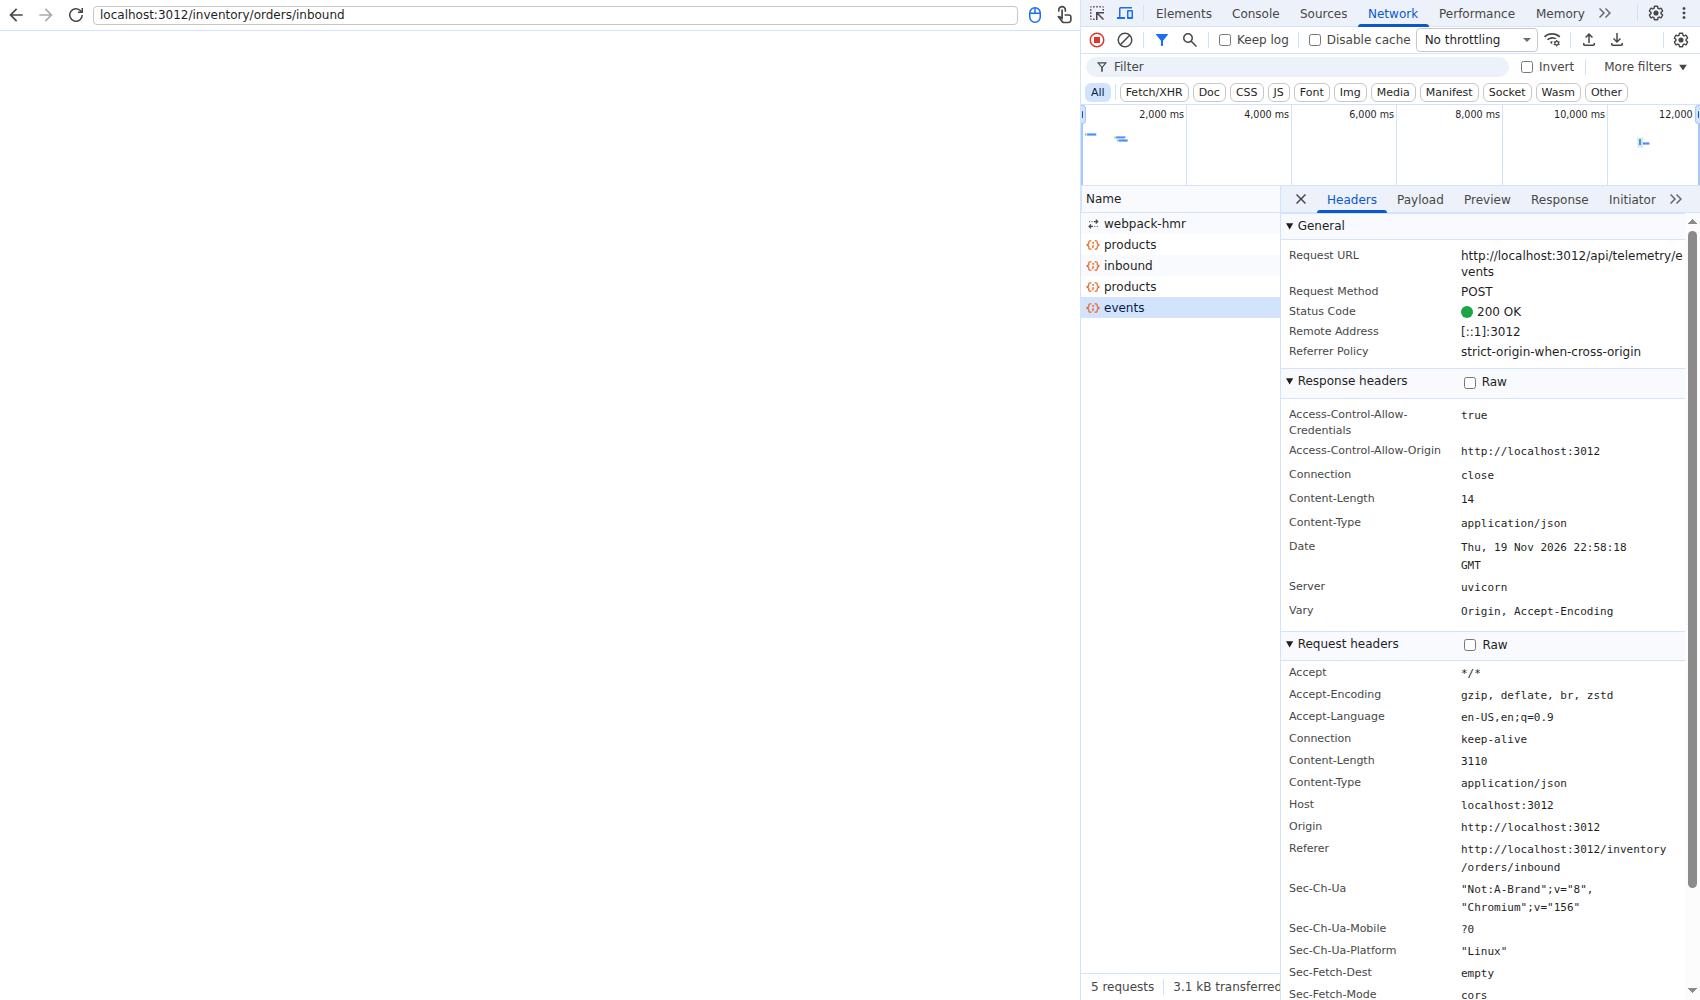 localhost:3012/inventory/orders/inbound
Elements Console Sources Network Performance Memory
Keep log Disable cache No throttling
Filter Invert More filters
All Fetch/XHR Doc CSS JS Font Img Media Manifest Socket Wasm Other
2,000 ms 4,000 ms 6,000 ms 8,000 ms 10,000 ms 12,000
Name
webpack-hmr
products
inbound
products
events
5 requests 3.1 kB transferred
Headers Payload Preview Response Initiator
General
Request URL http://localhost:3012/api/telemetry/e
vents
Request Method POST
Status Code 200 OK
Remote Address [::1]:3012
Referrer Policy strict-origin-when-cross-origin
Response headers Raw
Access-Control-Allow- true
Credentials
Access-Control-Allow-Origin http://localhost:3012
Connection close
Content-Length 14
Content-Type application/json
Date Thu, 19 Nov 2026 22:58:18
GMT
Server uvicorn
Vary Origin, Accept-Encoding
Request headers Raw
Accept */*
Accept-Encoding gzip, deflate, br, zstd
Accept-Language en-US,en;q=0.9
Connection keep-alive
Content-Length 3110
Content-Type application/json
Host localhost:3012
Origin http://localhost:3012
Referer http://localhost:3012/inventory
/orders/inbound
Sec-Ch-Ua "Not:A-Brand";v="8",
"Chromium";v="156"
Sec-Ch-Ua-Mobile ?0
Sec-Ch-Ua-Platform "Linux"
Sec-Fetch-Dest empty
Sec-Fetch-Mode cors